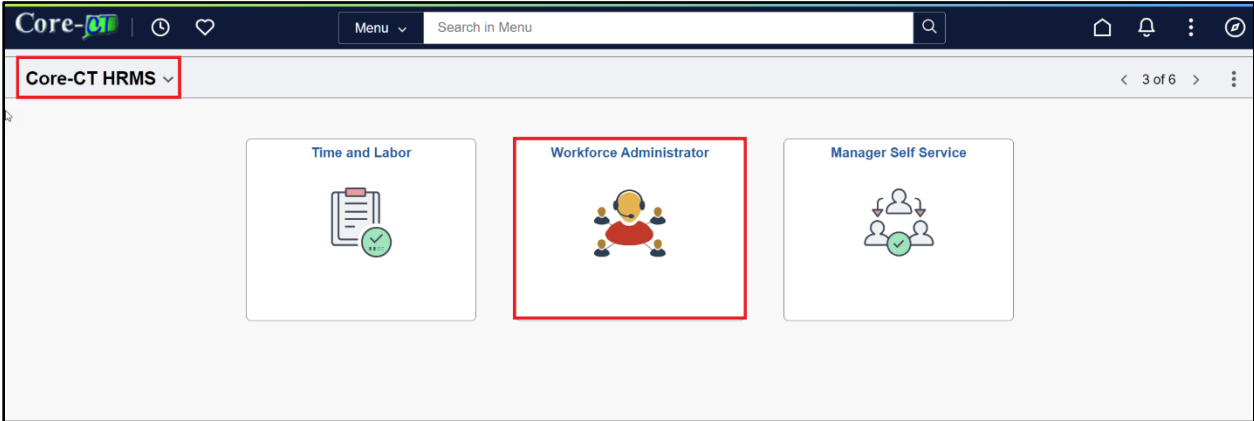 Core-CT
Menu
Search in Menu
Core-CT HRMS
3 of 6
Time and Labor
Workforce Administrator
Manager Self Service